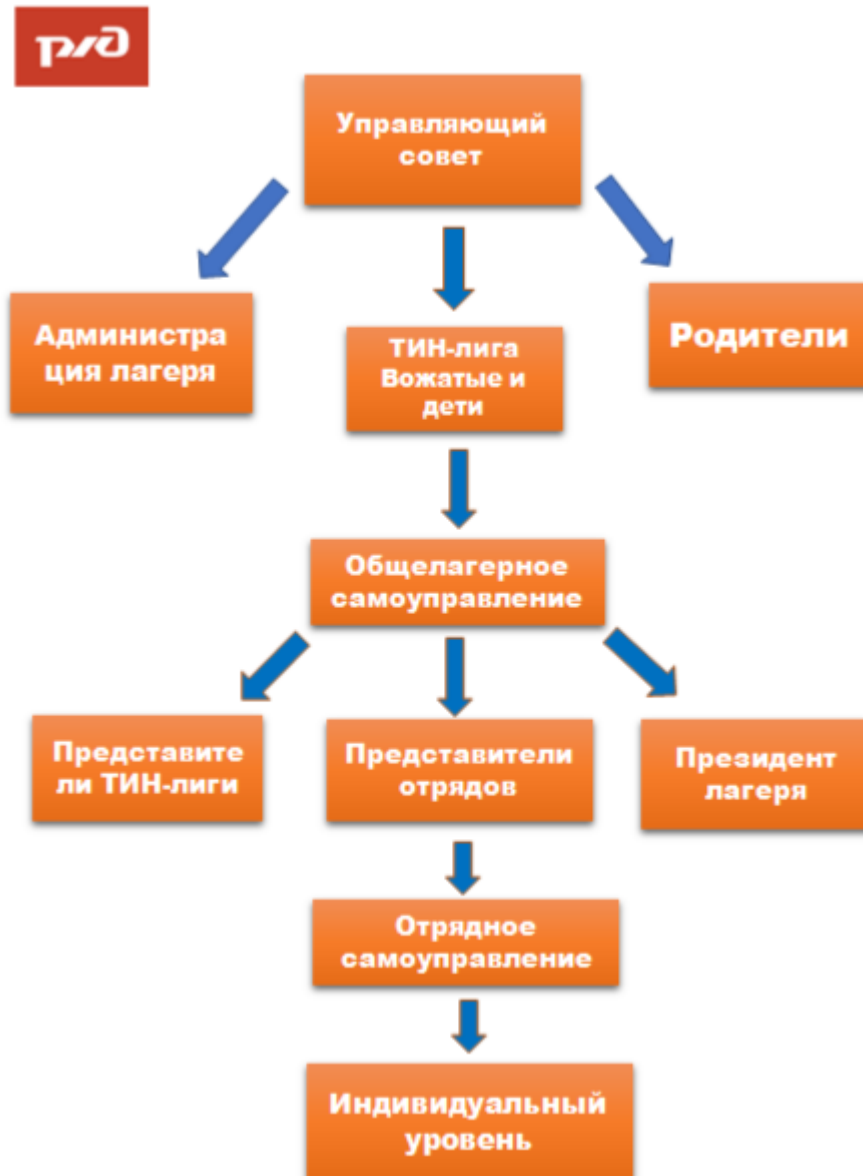 ржд
Управляющий
совет
Администра
ция лагеря
ТИН-лига
Вожатые и
дети
Родители
Общелагерное
самоуправление
Представите
ли ТИН-лиги
Представители
отрядов
Президент
лагеря
Отрядное
самоуправление
Индивидуальный
уровень